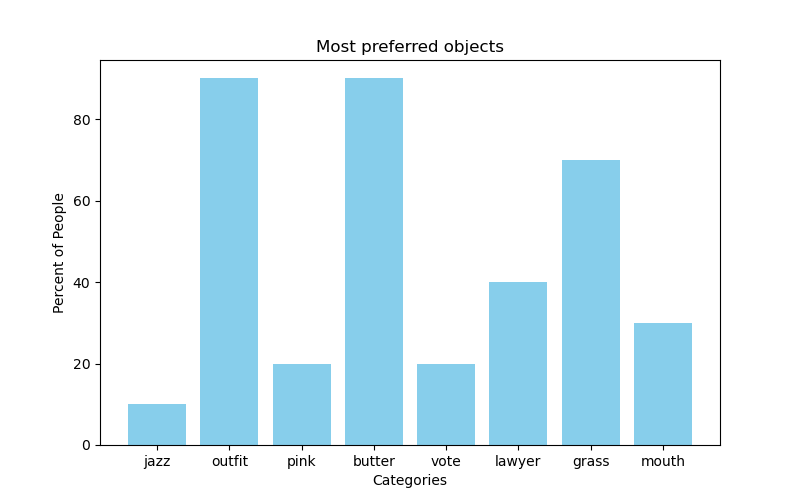 Most preferred objects
Percent of People
80
60
40
20
0
jazz outfit pink butter vote lawyer grass mouth
Categories